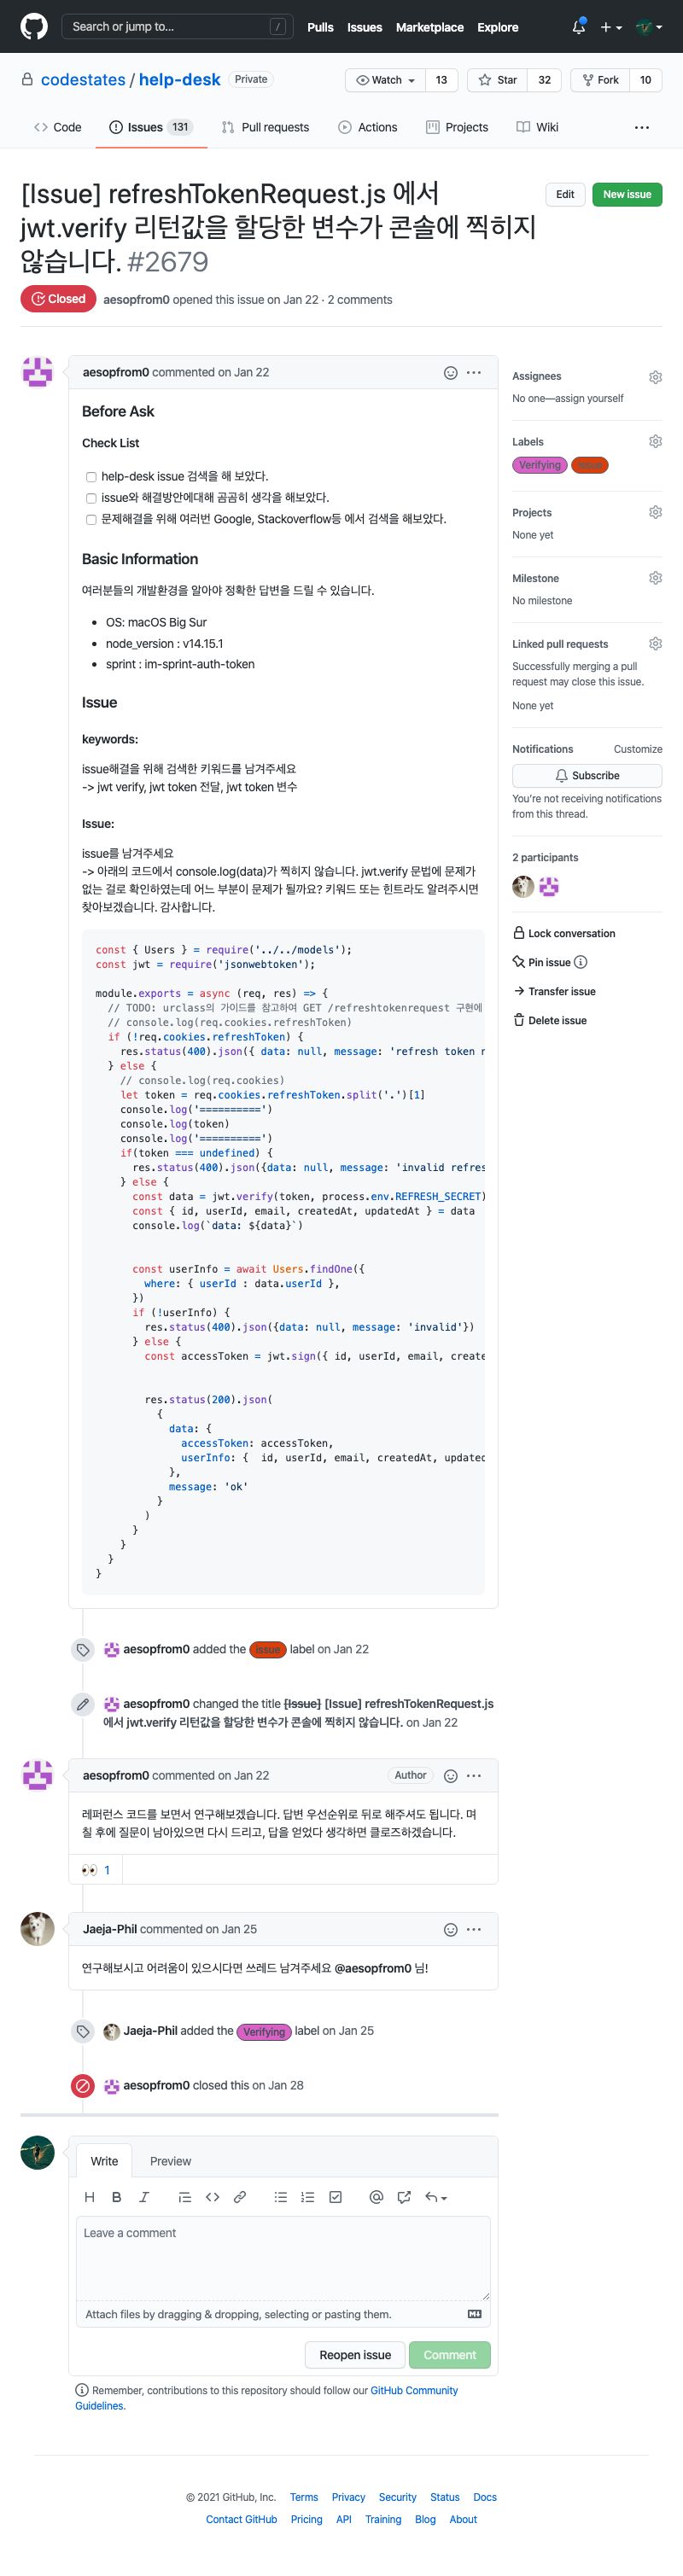 Search or jump to...
/
Pulls Issues Marketplace Explore
codestates / help-desk Private
Watch 13 Star 32 Fork 10
Code Issues 131 Pull requests Actions Projects Wiki ...
[Issue] refreshTokenRequest.js 에서
jwt.verify 리턴값을 할당한 변수가 콘솔에 찍히지
않습니다. #2679
Edit New issue
Closed aesopfrom0 opened this issue on Jan 22 · 2 comments
aesopfrom0 commented on Jan 22
Before Ask
Check List
help-desk issue 검색을 해 보았다.
issue와 해결방안에대해 곰곰히 생각을 해보았다.
문제해결을 위해 여러번 Google, Stackoverflow등 에서 검색을 해보았다.
Basic Information
여러분들의 개발환경을 알아야 정확한 답변을 드릴 수 있습니다.
• OS: macOS Big Sur
• node_version : v14.15.1
• sprint : im-sprint-auth-token
Issue
keywords:
issue해결을 위해 검색한 키워드를 남겨주세요
-> jwt verify, jwt token 전달, jwt token 변수
Issue:
issue를 남겨주세요
-> 아래의 코드에서 console.log(data)가 찍히지 않습니다. jwt.verify 문법에 문제가
없는 걸로 확인하였는데 어느 부분이 문제가 될까요? 키워드 또는 힌트라도 알려주시면
찾아보겠습니다. 감사합니다.
const { Users } = require('../../models');
const jwt = require('jsonwebtoken');
module.exports = async (req, res) => {
// TODO: urclass의 가이드를 참고하여 GET /refreshtokenrequest 구현에
// console.log(req.cookies.refreshToken)
if (!req.cookies.refreshToken) {
res.status(400).json({ data: null, message: 'refresh token n
} else {
// console.log(req.cookies)
let token = req.cookies.refreshToken.split('.')[1]
console.log('==========')
console.log(token)
console.log('==========')
if(token === undefined) {
res.status(400).json({data: null, message: 'invalid refres
} else {
const data = jwt.verify(token, process.env.REFRESH_SECRET)
const { id, userId, email, createdAt, updatedAt } = data
console.log(`data: ${data}`)
const userInfo = await Users.findOne({
where: { userId : data.userId },
})
if (!userInfo) {
res.status(400).json({data: null, message: 'invalid'})
} else {
const accessToken = jwt.sign({ id, userId, email, create
res.status(200).json(
{
data: {
accessToken: accessToken,
userInfo: {  id, userId, email, createdAt, updated
},
message: 'ok'
}
)
}
}
}
}
Assignees
No one—assign yourself
Labels
Verifying issue
Projects
None yet
Milestone
No milestone
Linked pull requests
Successfully merging a pull
request may close this issue.
None yet
Notifications Customize
Subscribe
You're not receiving notifications
from this thread.
2 participants
Lock conversation
Pin issue
Transfer issue
Delete issue
aesopfrom0 added the issue label on Jan 22
aesopfrom0 changed the title [Issue] [Issue] refreshTokenRequest.js
에서 jwt.verify 리턴값을 할당한 변수가 콘솔에 찍히지 않습니다. on Jan 22
aesopfrom0 commented on Jan 22 Author
레퍼런스 코드를 보면서 연구해보겠습니다. 답변 우선순위로 뒤로 해주셔도 됩니다. 며
칠 후에 질문이 남아있으면 다시 드리고, 답을 얻었다 생각하면 클로즈하겠습니다.
👀 1
Jaeja-Phil commented on Jan 25
연구해보시고 어려움이 있으시다면 쓰레드 남겨주세요 @aesopfrom0 님!
Jaeja-Phil added the Verifying label on Jan 25
aesopfrom0 closed this on Jan 28
Write Preview
Leave a comment
Attach files by dragging & dropping, selecting or pasting them.
Reopen issue Comment
Remember, contributions to this repository should follow our GitHub Community
Guidelines.
© 2021 GitHub, Inc. Terms Privacy Security Status Docs
Contact GitHub Pricing API Training Blog About